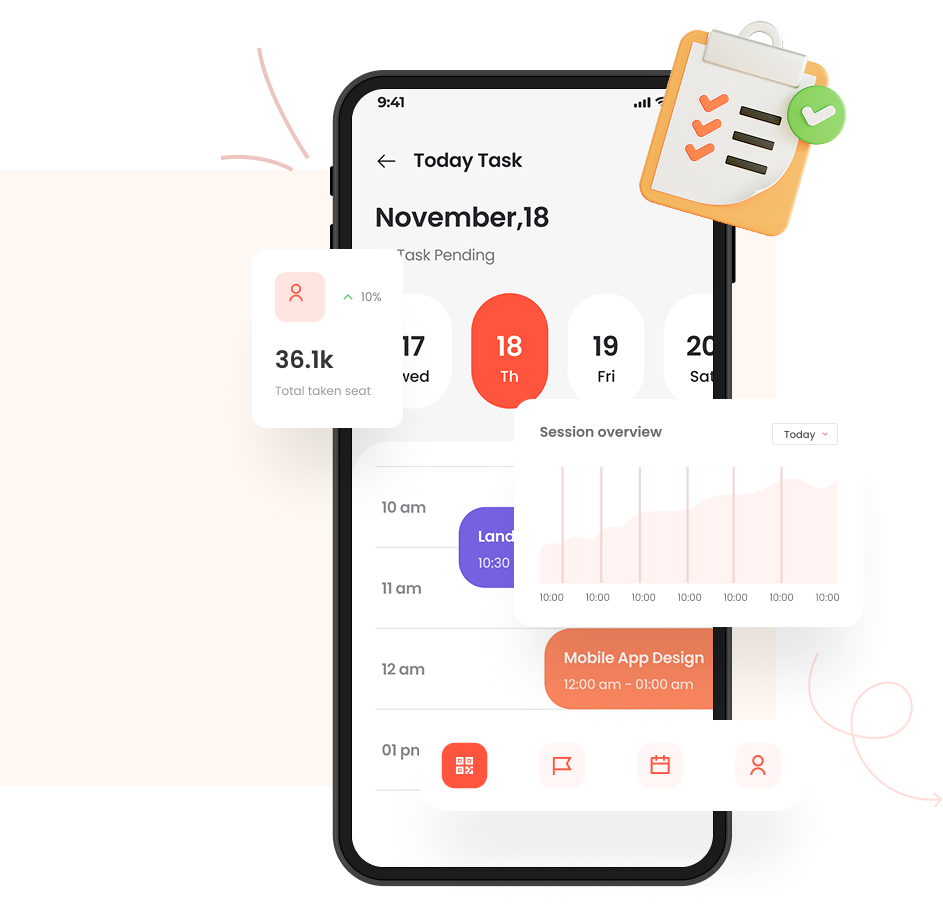 9:41
Today Task
November,18
Task Pending
10%
36.1k
Total taken seat
17 18 19 20
wed Th Fri Sat
Session overview
Today
10 am
Land
10:30
10:00 10:00 10:00 10:00 10:00 10:00 10:00
11 am
Mobile App Design
12 am
12:00 am - 01:00 am
01 pm